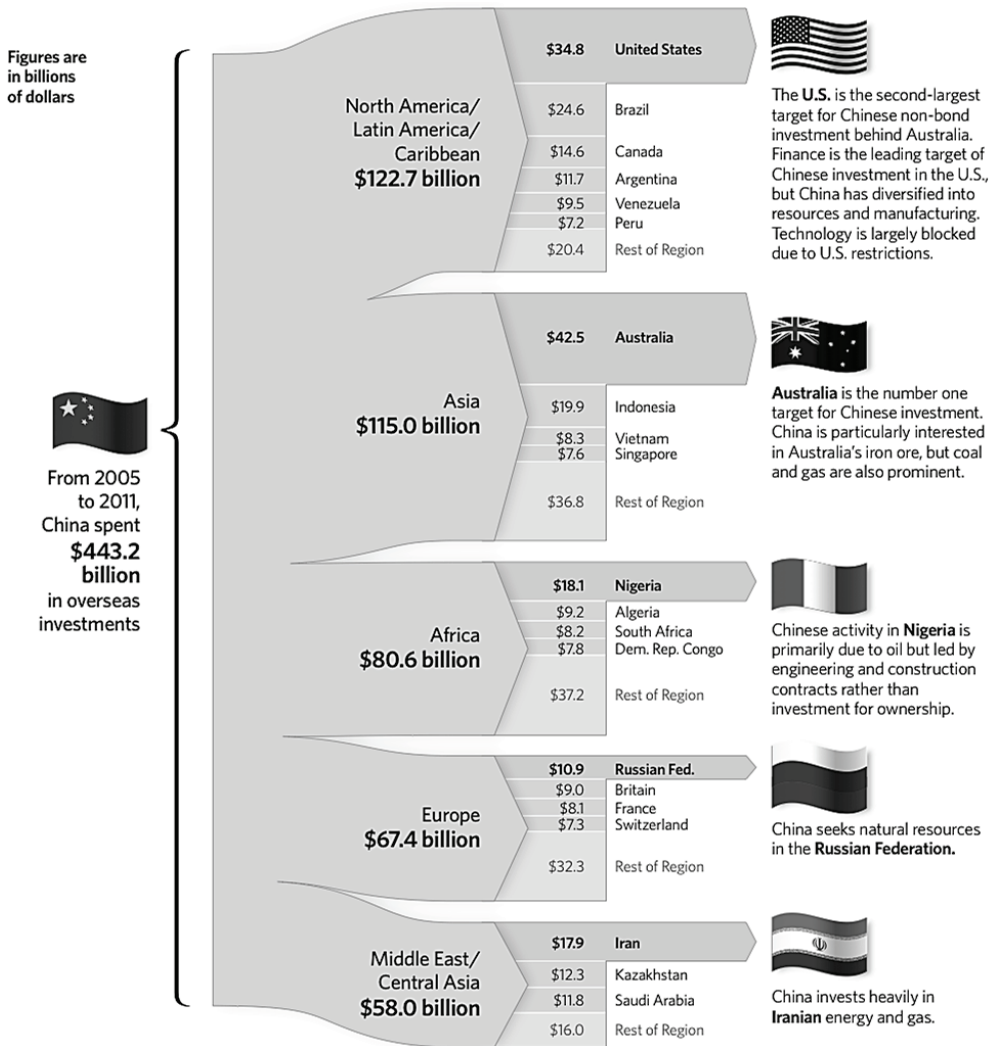 Figures are
in billions
of dollars
From 2005
to 2011,
China spent
$443.2
billion
in overseas
investments
North America/
Latin America/
Caribbean
$122.7 billion
$34.8 United States
$24.6 Brazil
$14.6 Canada
$11.7 Argentina
$9.5 Venezuela
$7.2 Peru
$20.4 Rest of Region
The U.S. is the second-largest
target for Chinese non-bond
investment behind Australia.
Finance is the leading target of
Chinese investment in the U.S.,
but China has diversified into
resources and manufacturing.
Technology is largely blocked
due to U.S. restrictions.
Asia
$115.0 billion
$42.5 Australia
$19.9 Indonesia
$8.3 Vietnam
$7.6 Singapore
$36.8 Rest of Region
Australia is the number one
target for Chinese investment.
China is particularly interested
in Australia's iron ore, but coal
and gas are also prominent.
Africa
$80.6 billion
$18.1 Nigeria
$9.2 Algeria
$8.2 South Africa
$7.8 Dem. Rep. Congo
$37.2 Rest of Region
Chinese activity in Nigeria is
primarily due to oil but led by
engineering and construction
contracts rather than
investment for ownership.
Europe
$67.4 billion
$10.9 Russian Fed.
$9.0 Britain
$8.1 France
$7.3 Switzerland
$32.3 Rest of Region
China seeks natural resources
in the Russian Federation.
Middle East/
Central Asia
$58.0 billion
$17.9 Iran
$12.3 Kazakhstan
$11.8 Saudi Arabia
$16.0 Rest of Region
China invests heavily in
Iranian energy and gas.